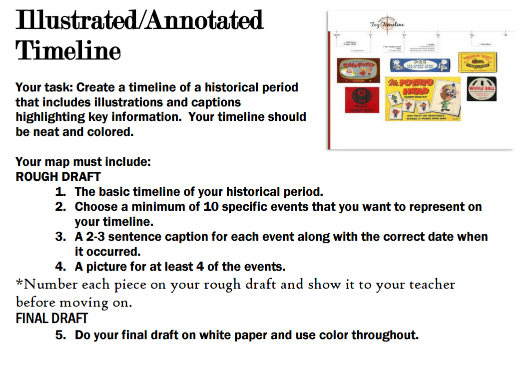 Illustrated/Annotated
Timeline
Toy Timeline
Your task: Create a timeline of a historical period
that includes illustrations and captions
highlighting key information. Your timeline should
be neat and colored.
Your map must include:
ROUGH DRAFT
1. The basic timeline of your historical period.
2. Choose a minimum of 10 specific events that you want to represent on
your timeline.
3. A 2-3 sentence caption for each event along with the correct date when
it occurred.
4. A picture for at least 4 of the events.
*Number each piece on your rough draft and show it to your teacher
before moving on.
FINAL DRAFT
5. Do your final draft on white paper and use color throughout.